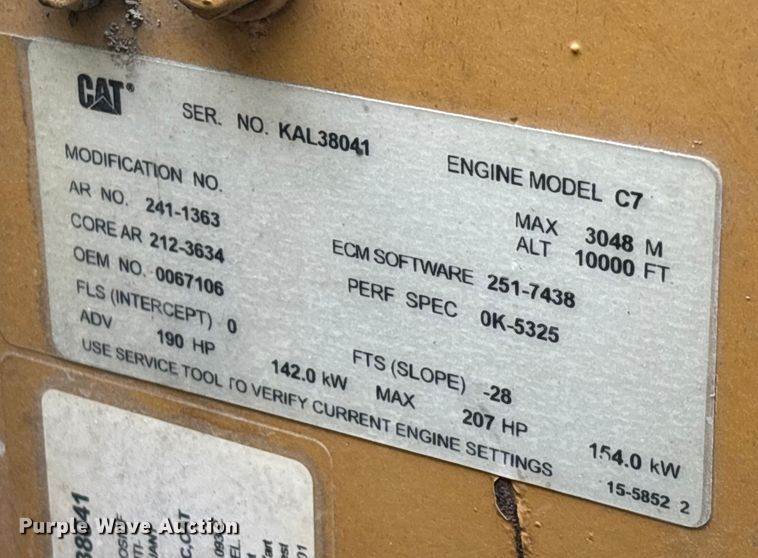 CAT®
SER. NO. KAL38041
ENGINE MODEL C7
MODIFICATION NO.
AR NO. 241-1363
MAX ALT 3048 M 10000 FT
CORE AR 212-3634
ECM SOFTWARE 251-7438
OEM NO. 0067106
PERF SPEC 0K-5325
FLS (INTERCEPT) 0
FTS (SLOPE) -28
ADV 190 HP 142.0 kW MAX 207 HP 154.0 kW
USE SERVICE TOOL TO VERIFY CURRENT ENGINE SETTINGS
15-5852 2
Purple Wave Auction